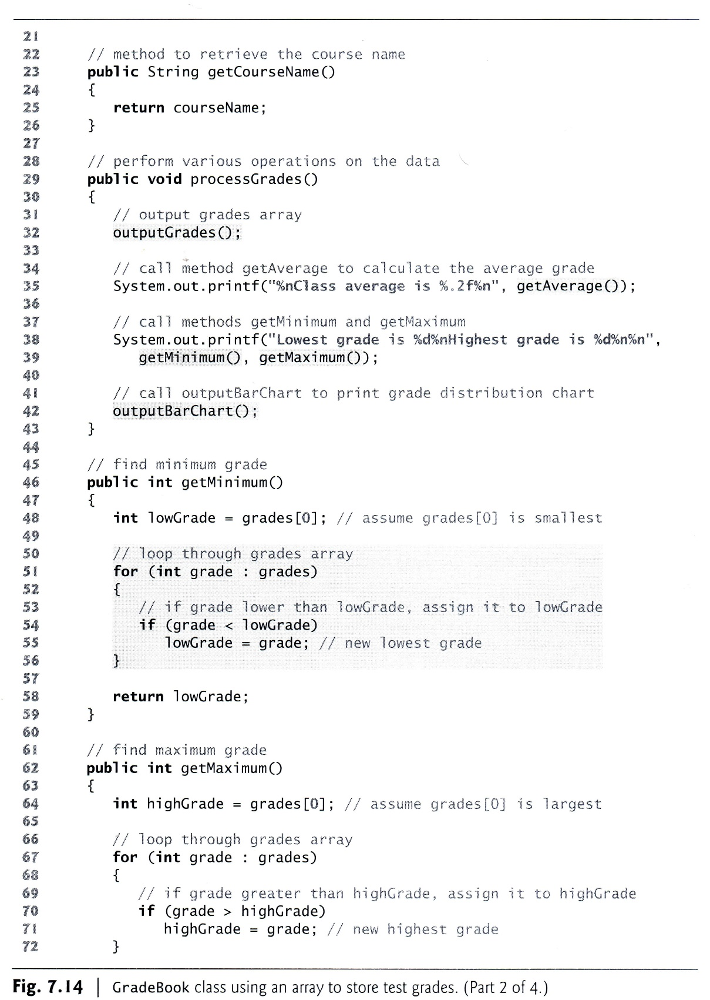 21
22 // method to retrieve the course name
23 public String getCourseName()
24 {
25 return courseName;
26 }
27
28 // perform various operations on the data
29 public void processGrades()
30 {
31 // output grades array
32 outputGrades();
33
34 // call method getAverage to calculate the average grade
35 System.out.printf("%nClass average is %.2f%n", getAverage());
36
37 // call methods getMinimum and getMaximum
38 System.out.printf("Lowest grade is %d%nHighest grade is %d%n%n",
39 getMinimum(), getMaximum());
40
41 // call outputBarChart to print grade distribution chart
42 outputBarChart();
43 }
44
45 // find minimum grade
46 public int getMinimum()
47 {
48 int lowGrade = grades[0]; // assume grades[0] is smallest
49
50 // loop through grades array
51 for (int grade : grades)
52 {
53 // if grade lower than lowGrade, assign it to lowGrade
54 if (grade < lowGrade)
55 lowGrade = grade; // new lowest grade
56 }
57
58 return lowGrade;
59 }
60
61 // find maximum grade
62 public int getMaximum()
63 {
64 int highGrade = grades[0]; // assume grades[0] is largest
65
66 // loop through grades array
67 for (int grade : grades)
68 {
69 // if grade greater than highGrade, assign it to highGrade
70 if (grade > highGrade)
71 highGrade = grade; // new highest grade
72 }
Fig. 7.14 | GradeBook class using an array to store test grades. (Part 2 of 4.)